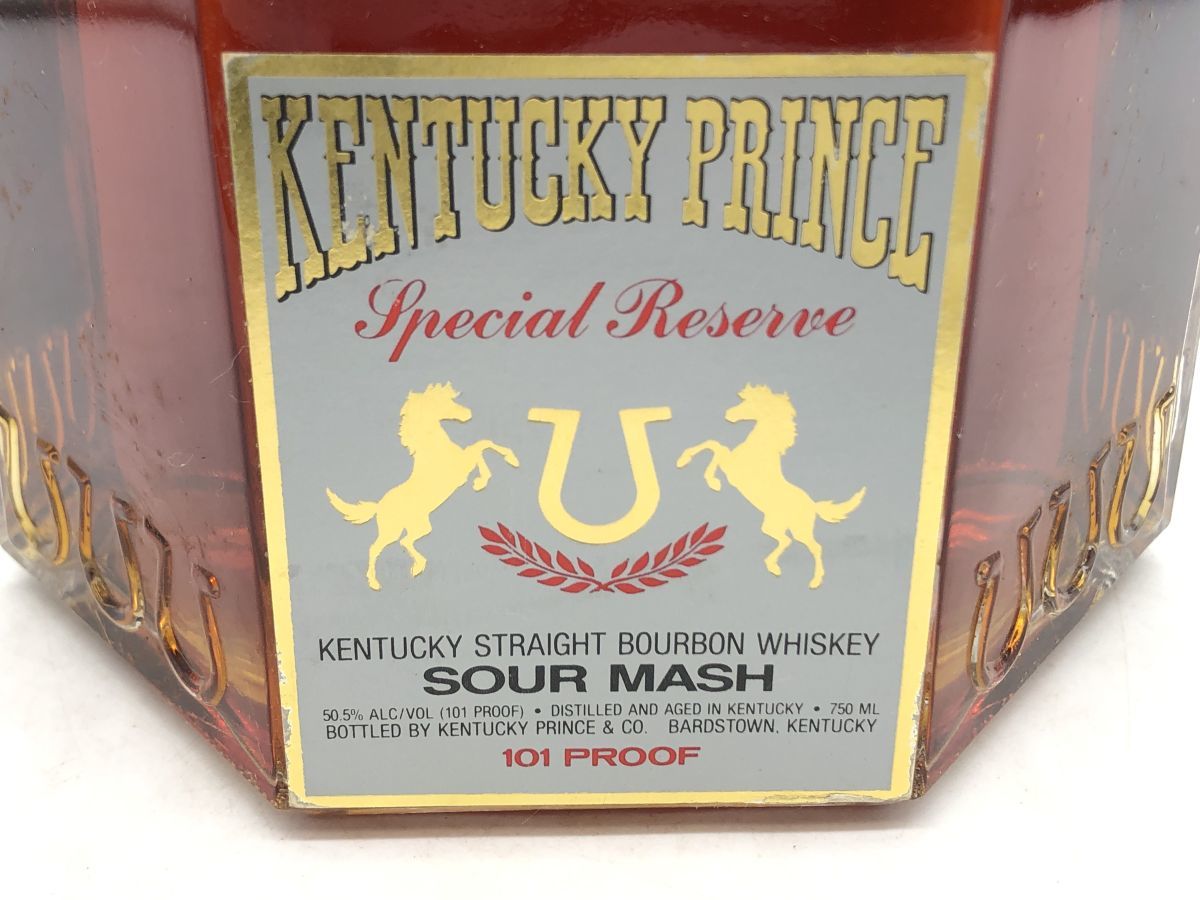 KENTUCKY PRINCE
Special Reserve
KENTUCKY STRAIGHT BOURBON WHISKEY
SOUR MASH
50.5% ALC/VOL (101 PROOF) • DISTILLED AND AGED IN KENTUCKY • 750 ML
BOTTLED BY KENTUCKY PRINCE & CO. BARDSTOWN, KENTUCKY
101 PROOF